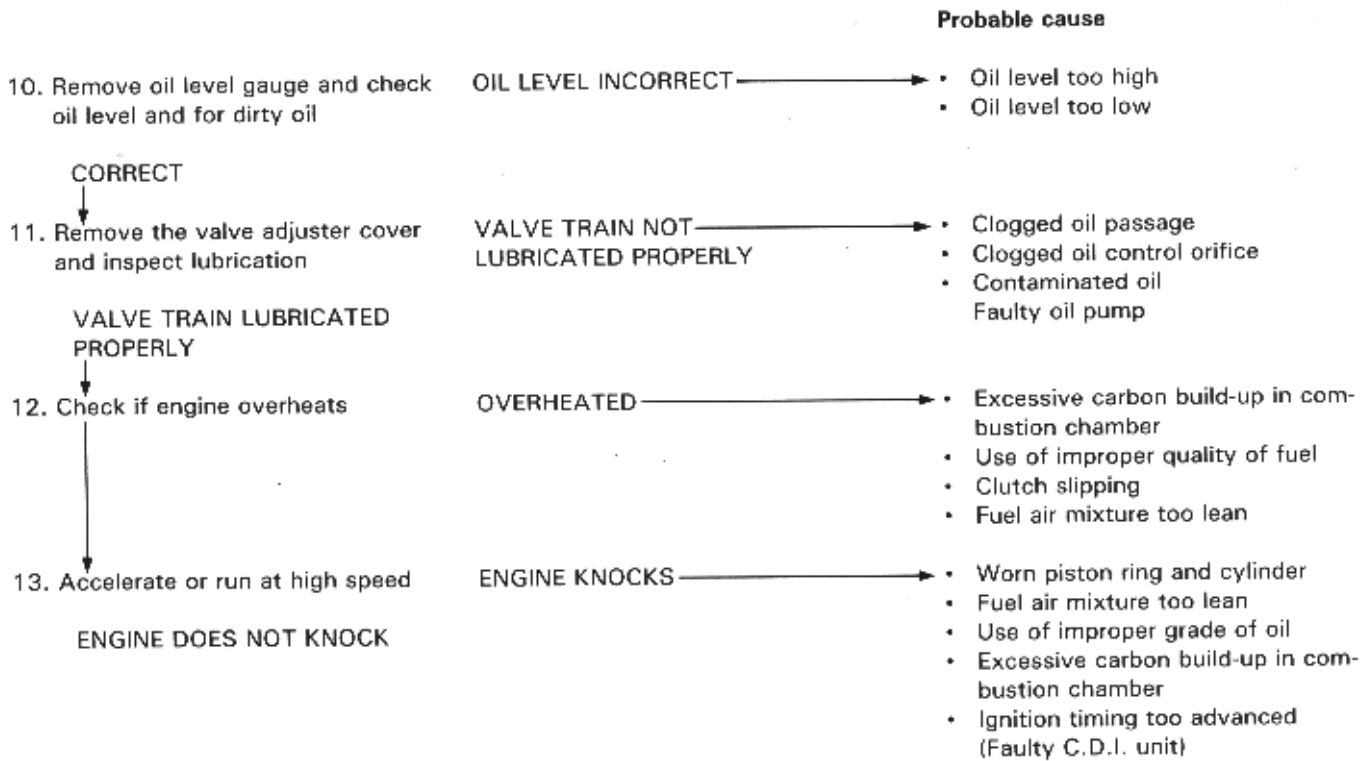 Probable cause
10. Remove oil level gauge and check
oil level and for dirty oil
OIL LEVEL INCORRECT
• Oil level too high
• Oil level too low
CORRECT
11. Remove the valve adjuster cover
and inspect lubrication
VALVE TRAIN NOT
LUBRICATED PROPERLY
• Clogged oil passage
• Clogged oil control orifice
• Contaminated oil
Faulty oil pump
VALVE TRAIN LUBRICATED
PROPERLY
12. Check if engine overheats
OVERHEATED
• Excessive carbon build-up in com-
bustion chamber
• Use of improper quality of fuel
• Clutch slipping
• Fuel air mixture too lean
13. Accelerate or run at high speed
ENGINE KNOCKS
• Worn piston ring and cylinder
• Fuel air mixture too lean
• Use of improper grade of oil
• Excessive carbon build-up in com-
bustion chamber
• Ignition timing too advanced
(Faulty C.D.I. unit)
ENGINE DOES NOT KNOCK